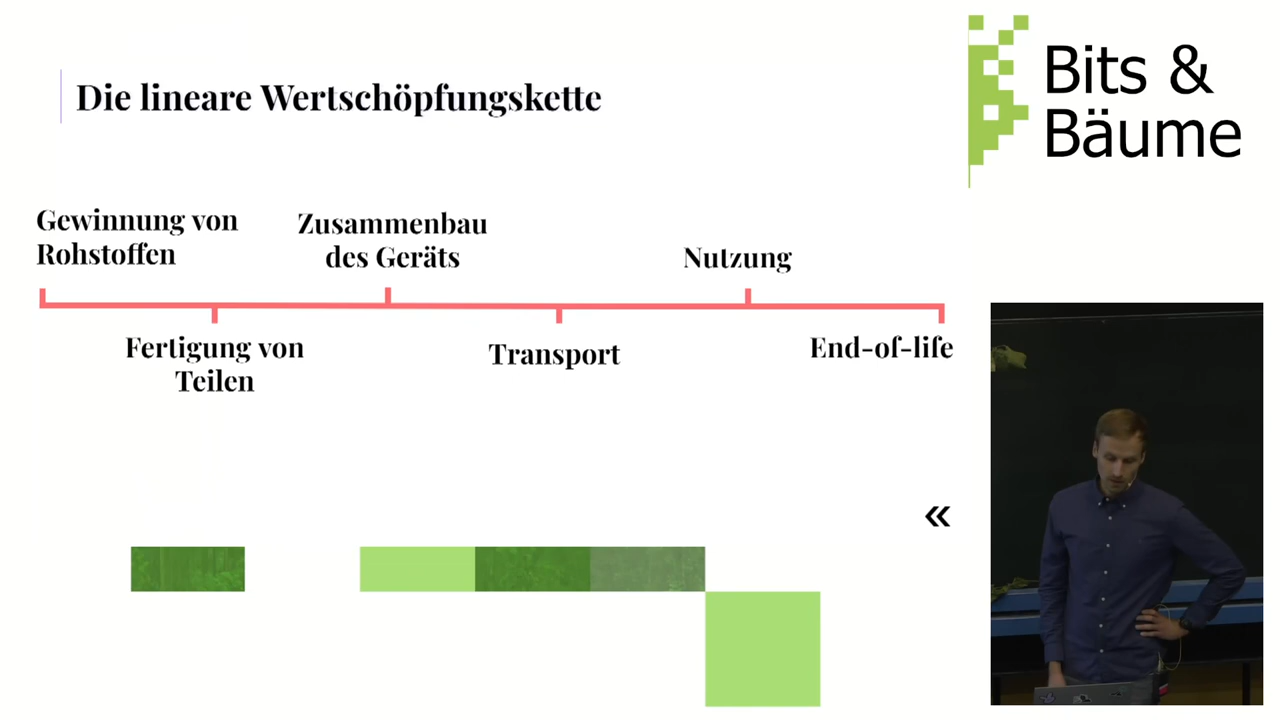 Die lineare Wertschöpfungskette
Bits &
Bäume
Gewinnung von
Rohstoffen
Zusammenbau
des Geräts
Nutzung
Fertigung von
Teilen
Transport
End-of-life
«